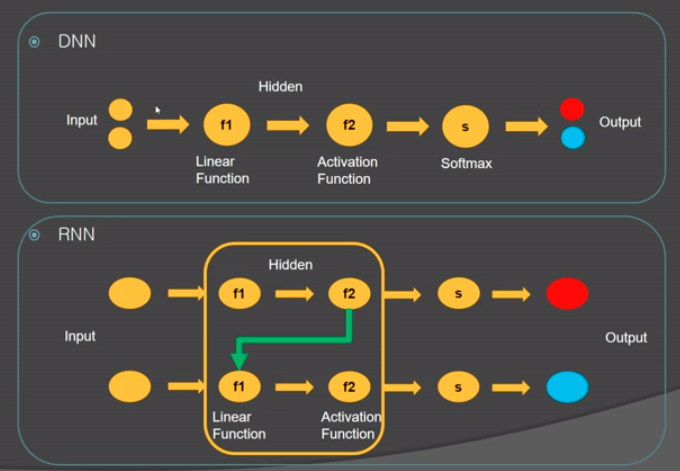 DNN
Hidden
Input
f1
f2
s
Output
Linear
Function
Activation
Function
Softmax
RNN
Hidden
f1
f2
s
Input
Output
f1
f2
s
Linear
Function
Activation
Function